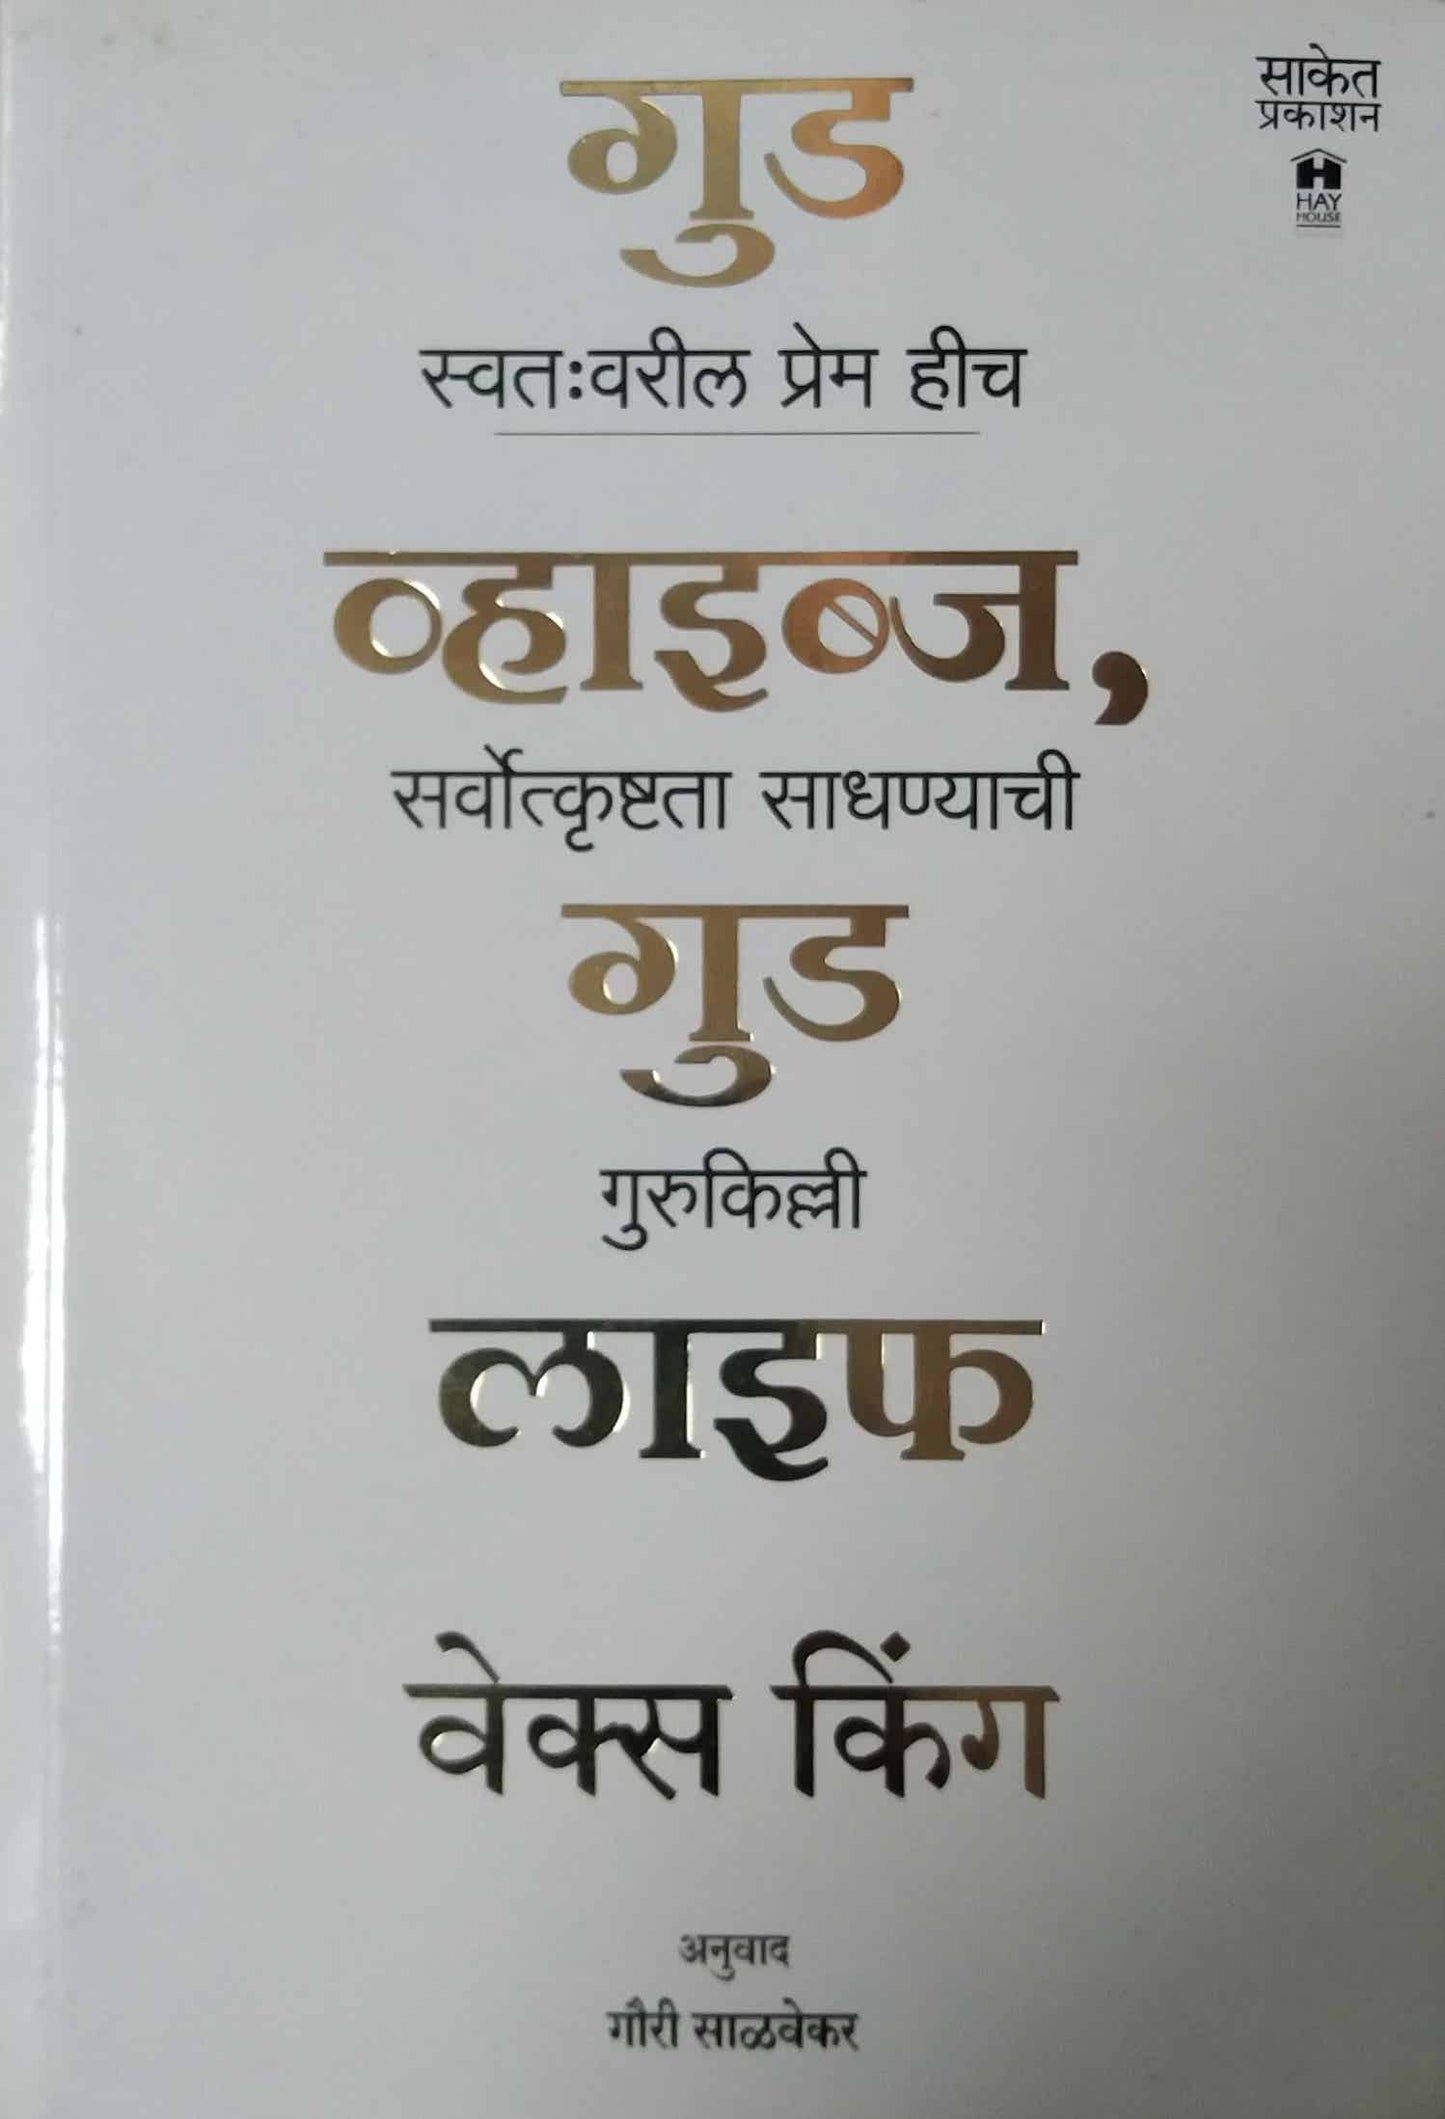 साकेत
प्रकाशन
HAY
HOUSE
गुड
स्वतःवरील प्रेम हीच
व्हाइब्ज,
सर्वोत्कृष्टता साधण्याची
गुड
गुरुकिल्ली
लाइफ
वेक्स किंग
अनुवाद
गौरी साळवेकर